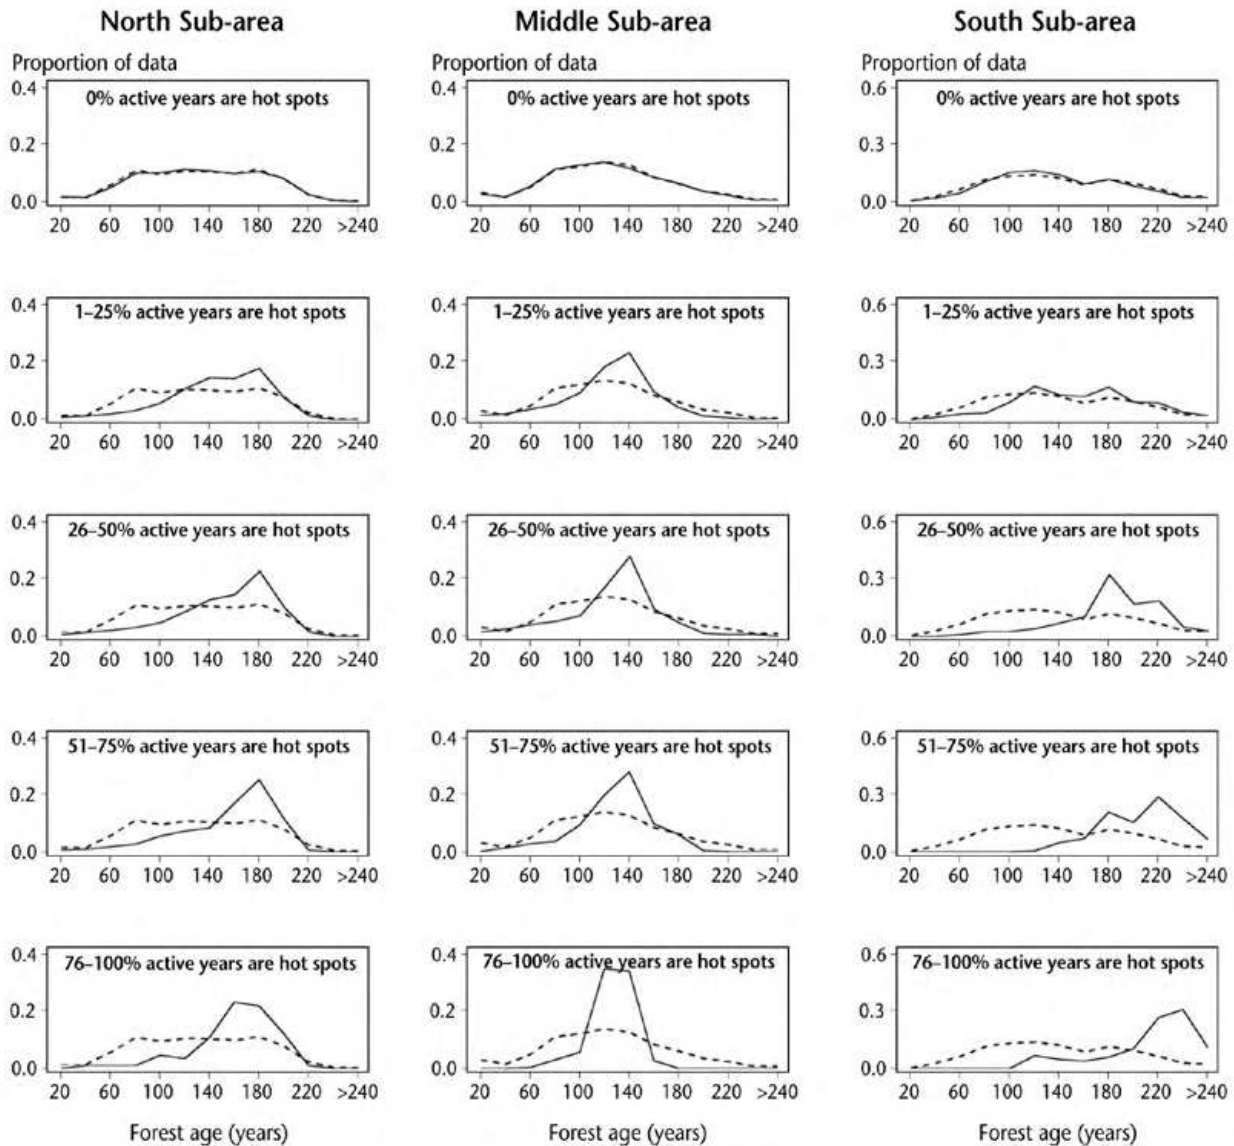 North Sub-area Middle Sub-area South Sub-area
Proportion of data Proportion of data Proportion of data
0.4 0% active years are hot spots 0.4 0% active years are hot spots 0.6 0% active years are hot spots
0.2 0.2 0.3
0.0 0.0 0.0
20 60 100 140 180 220 >240 20 60 100 140 180 220 >240 20 60 100 140 180 220 >240
0.4 1–25% active years are hot spots 0.4 1–25% active years are hot spots 0.6 1–25% active years are hot spots
0.2 0.2 0.3
0.0 0.0 0.0
20 60 100 140 180 220 >240 20 60 100 140 180 220 >240 20 60 100 140 180 220 >240
0.4 26–50% active years are hot spots 0.4 26–50% active years are hot spots 0.6 26–50% active years are hot spots
0.2 0.2 0.3
0.0 0.0 0.0
20 60 100 140 180 220 >240 20 60 100 140 180 220 >240 20 60 100 140 180 220 >240
0.4 51–75% active years are hot spots 0.4 51–75% active years are hot spots 0.6 51–75% active years are hot spots
0.2 0.2 0.3
0.0 0.0 0.0
20 60 100 140 180 220 >240 20 60 100 140 180 220 >240 20 60 100 140 180 220 >240
0.4 76–100% active years are hot spots 0.4 76–100% active years are hot spots 0.6 76–100% active years are hot spots
0.2 0.2 0.3
0.0 0.0 0.0
20 60 100 140 180 220 >240 20 60 100 140 180 220 >240 20 60 100 140 180 220 >240
Forest age (years) Forest age (years) Forest age (years)